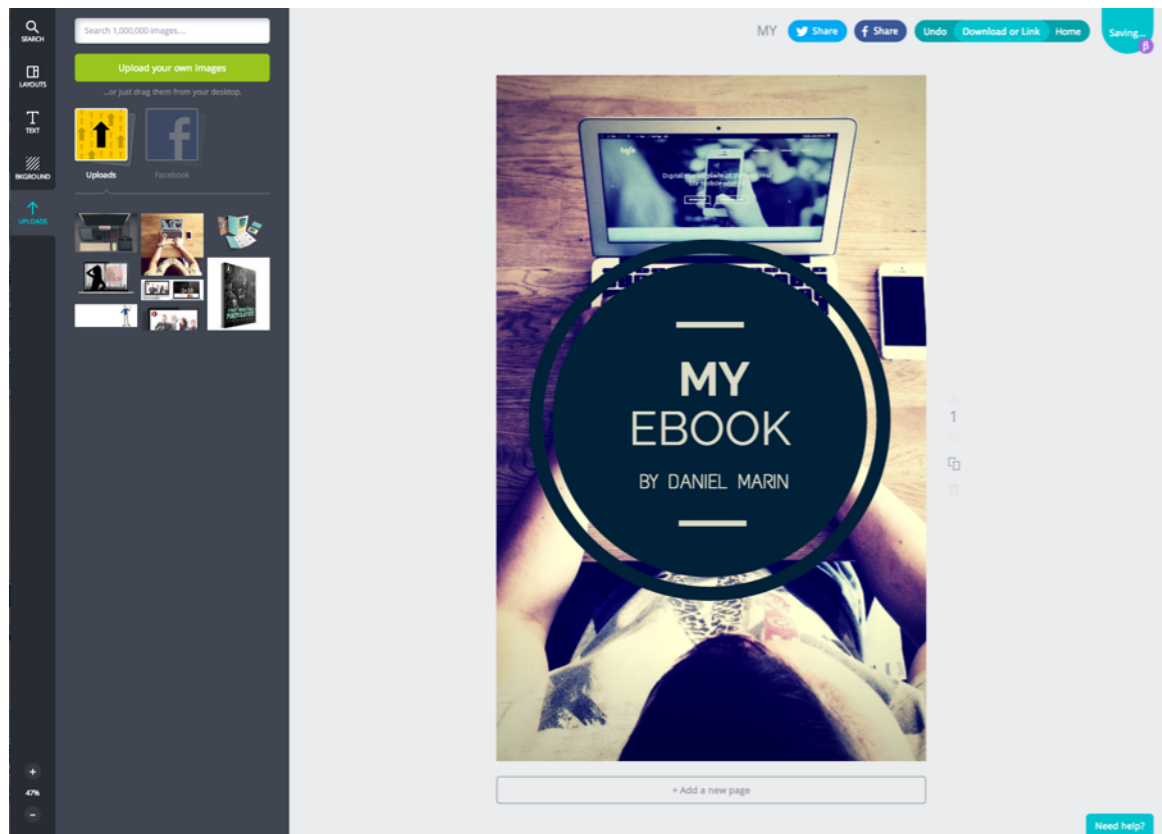 SEARCH
LAYOUTS
TEXT
BKGROUND
UPLOADS
+
47%
−
Search 1,000,000 images...
Upload your own images
...or just drag them from your desktop.
Uploads
Facebook
MY
Share
Share
Undo
Download or Link
Home
Saving...
β
MY
EBOOK
BY DANIEL MARIN
1
+ Add a new page
Need help?